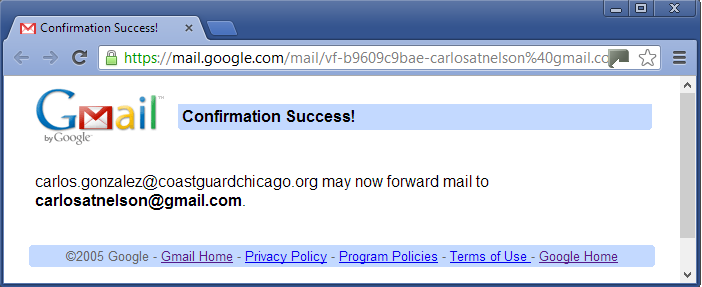 Confirmation Success!
https://mail.google.com/mail/vf-b9609c9bae-carlosatnelson%40gmail.co
Gmail™
by Google™
Confirmation Success!
carlos.gonzalez@coastguardchicago.org may now forward mail to
carlosatnelson@gmail.com.
©2005 Google - Gmail Home - Privacy Policy - Program Policies - Terms of Use - Google Home